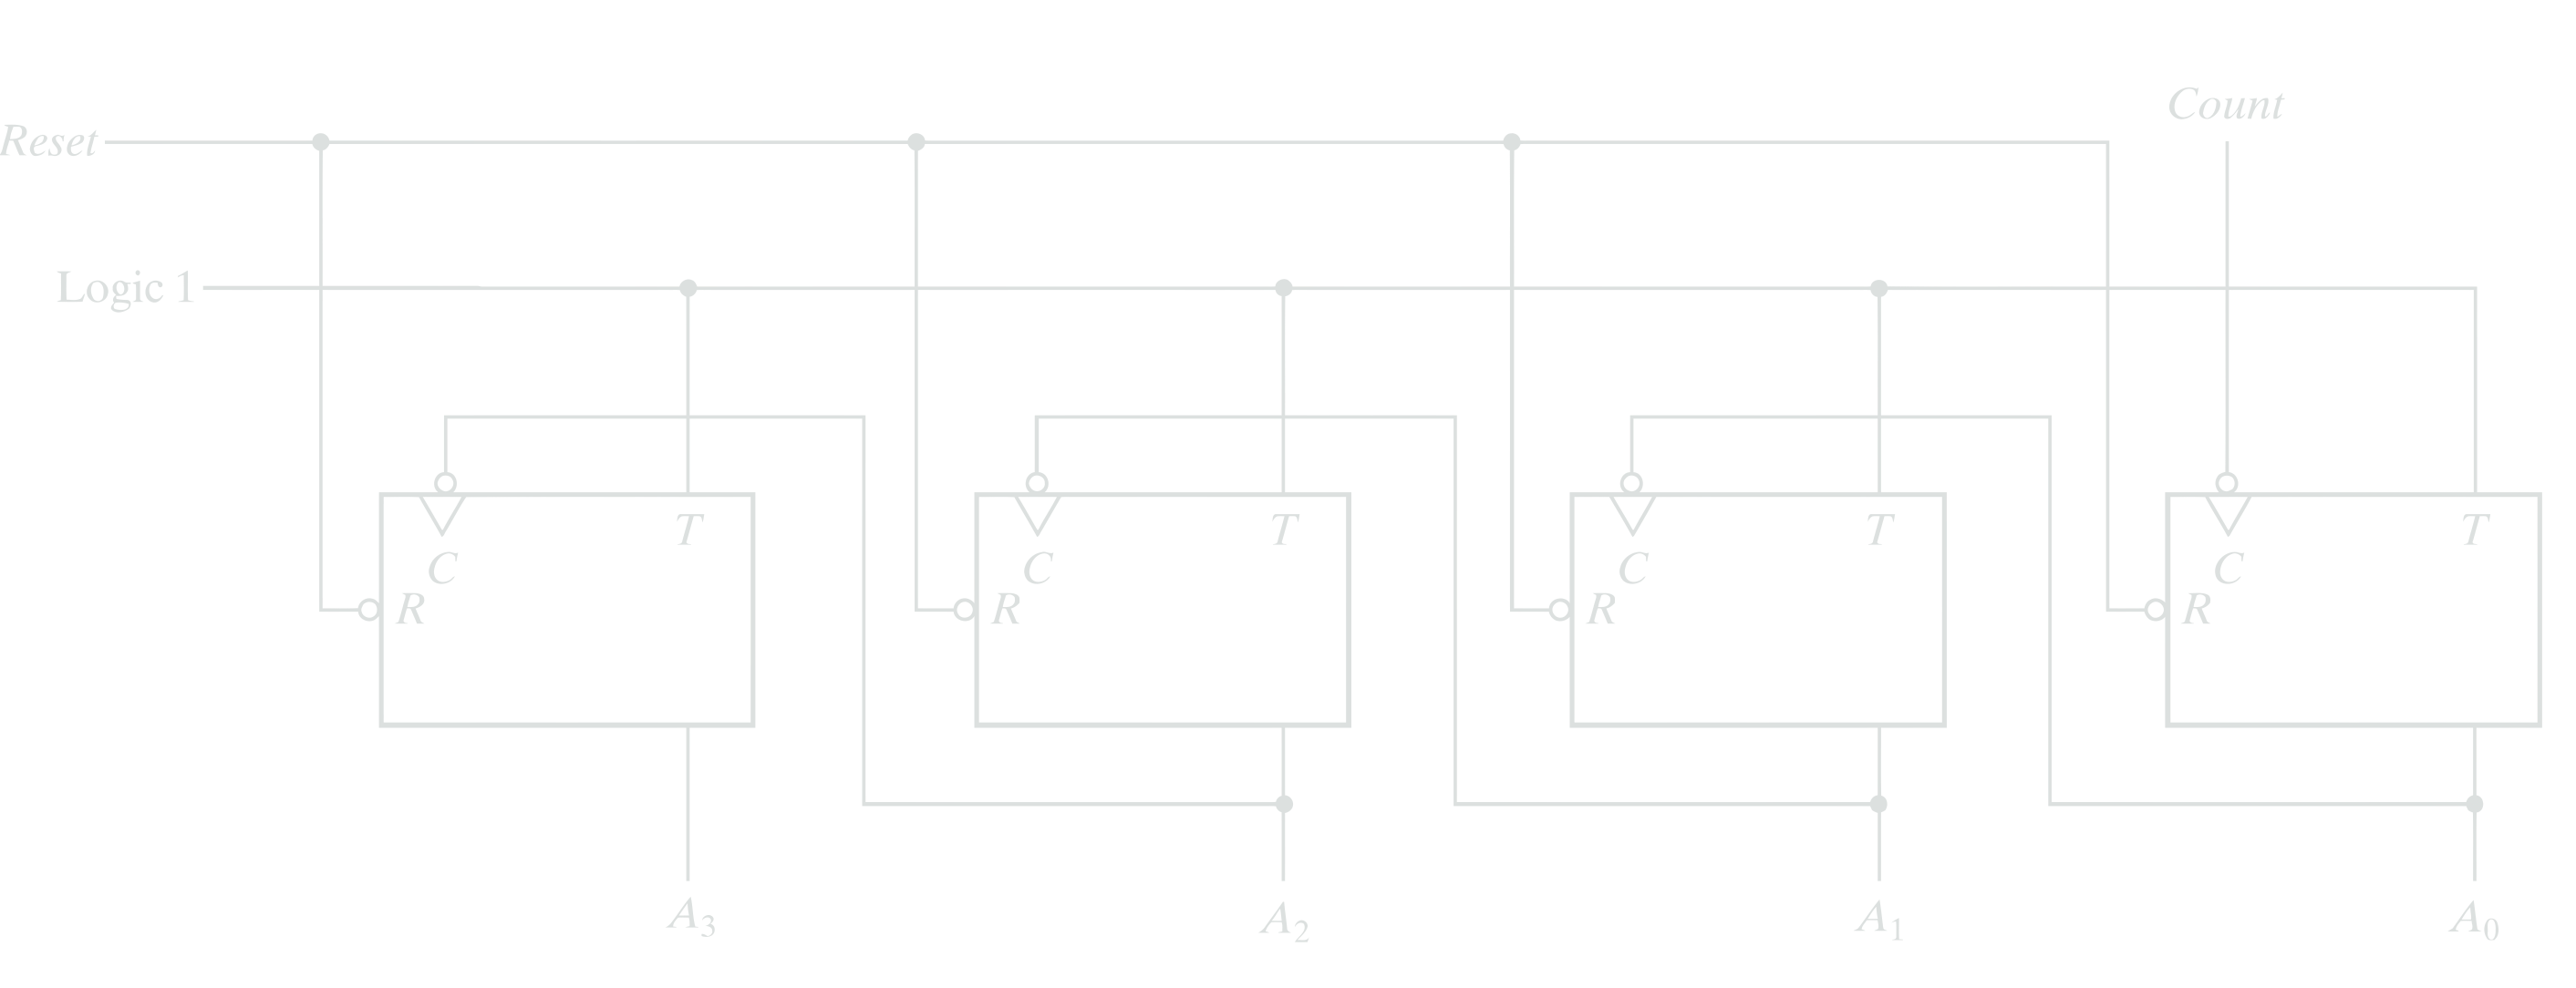 Count
Reset
Logic 1
T T T T
C C C C
R R R R
A3 A2 A1 A0